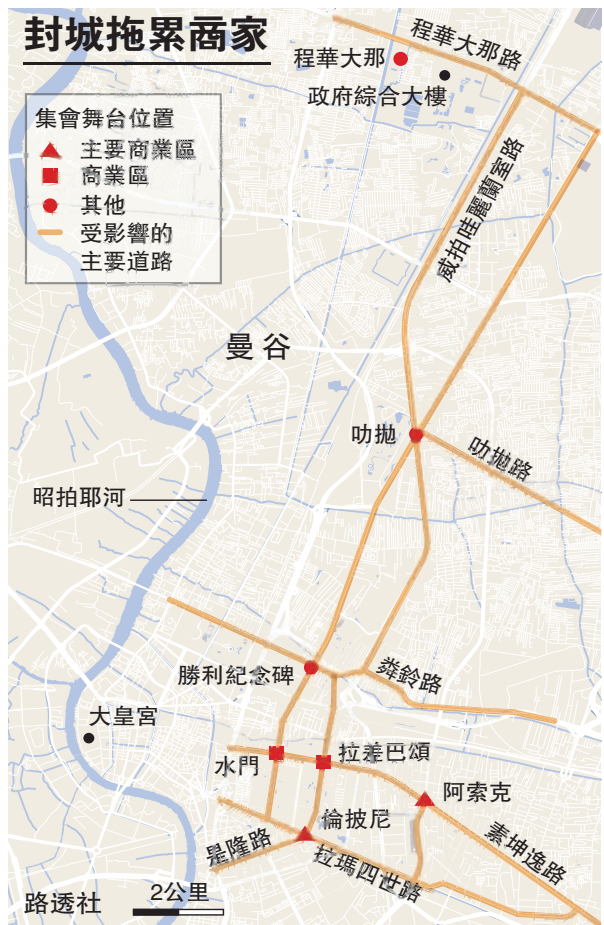 封城拖累商家
集會舞台位置
主要商業區
商業區
其他
受影響的
主要道路
程華大那路
程華大那
政府綜合大樓
威拍哇麗蘭室路
曼谷
叻拋
叻拋路
昭拍耶河
勝利紀念碑
粦鈴路
大皇宮
水門
拉差巴頌
阿索克
倫披尼
是隆路
拉瑪四世路
素坤逸路
路透社
2公里